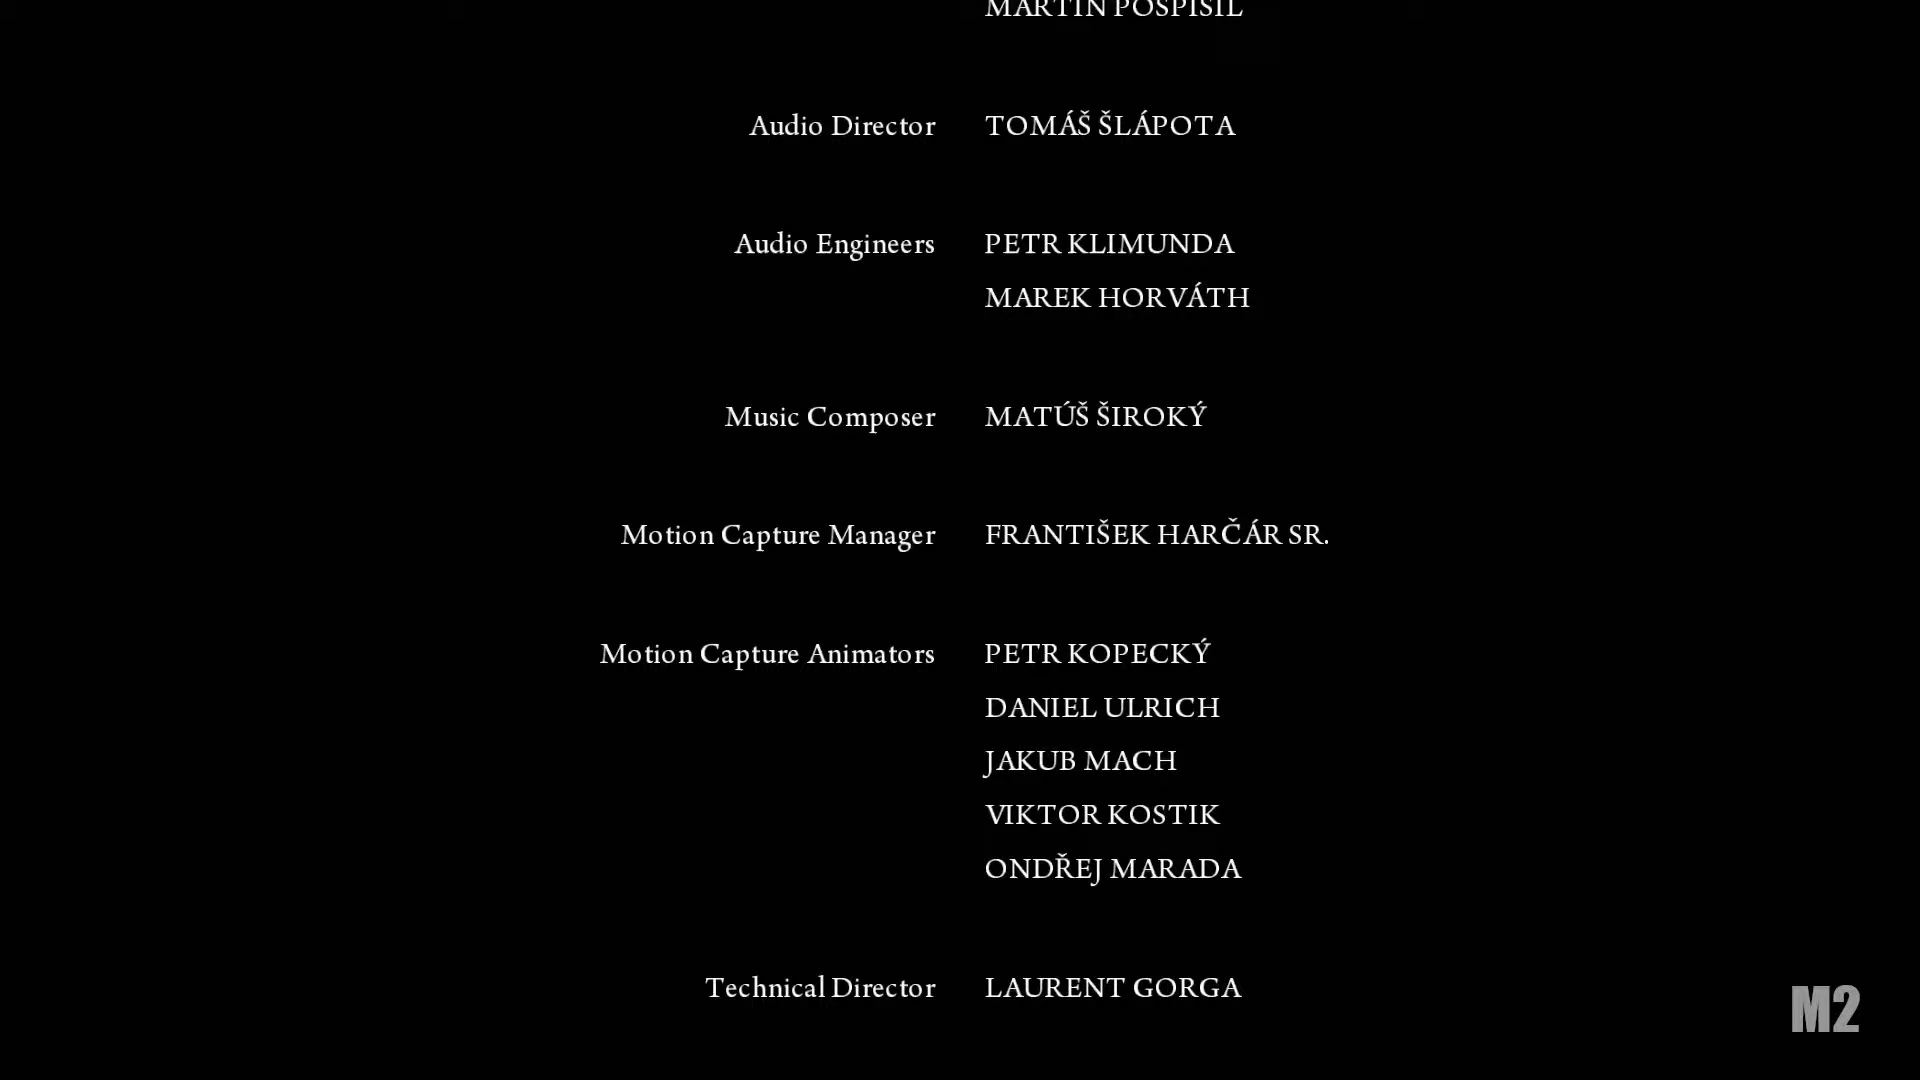 MARTIN POSPÍŠIL
Audio Director TOMÁŠ ŠLÁPOTA
Audio Engineers PETR KLIMUNDA
MAREK HORVÁTH
Music Composer MATÚŠ ŠIROKÝ
Motion Capture Manager FRANTIŠEK HARČÁR SR.
Motion Capture Animators PETR KOPECKÝ
DANIEL ULRICH
JAKUB MACH
VIKTOR KOSTIK
ONDŘEJ MARADA
Technical Director LAURENT GORGA
M2